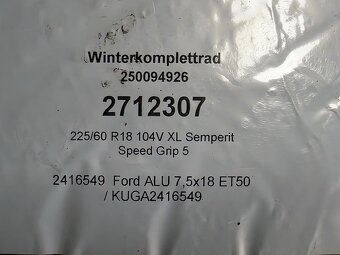 Winterkomplettrad
250094926
2712307
225/60 R18 104V XL Semperit
Speed Grip 5
2416549 Ford ALU 7,5x18 ET50
/ KUGA2416549